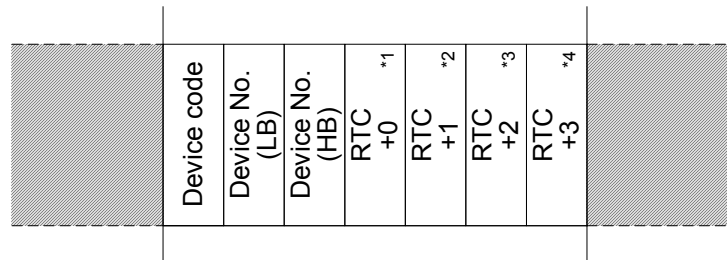 Device code
Device No.
(LB)
Device No.
(HB)
RTC
+0
*1
RTC
+1
*2
RTC
+2
*3
RTC
+3
*4